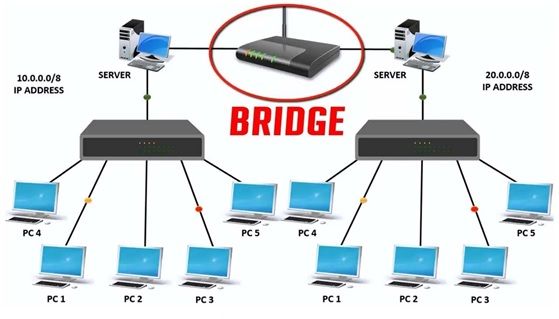 10.0.0.0/8
IP ADDRESS
SERVER
SERVER
20.0.0.0/8
IP ADDRESS
BRIDGE
PC 4
PC 5
PC 4
PC 5
PC 1
PC 2
PC 3
PC 1
PC 2
PC 3